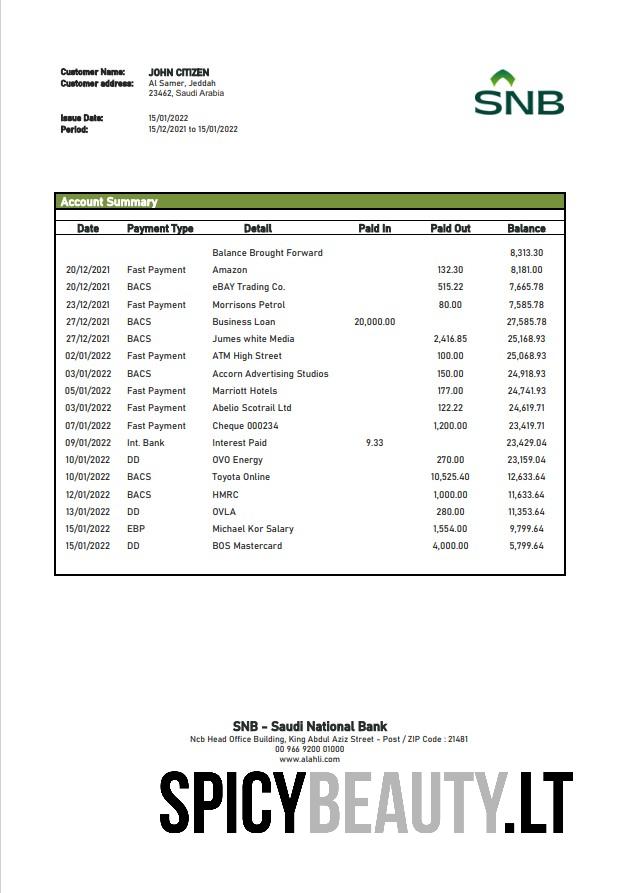 Customer Name: JOHN CITIZEN
Customer address: Al Samer, Jeddah
23462, Saudi Arabia
SNB
Issue Date: 15/01/2022
Period: 15/12/2021 to 15/01/2022
Account Summary
Date Payment Type Detail Paid In Paid Out Balance
Balance Brought Forward 8,313.30
20/12/2021 Fast Payment Amazon 132.30 8,181.00
20/12/2021 BACS eBAY Trading Co. 515.22 7,665.78
23/12/2021 Fast Payment Morrisons Petrol 80.00 7,585.78
27/12/2021 BACS Business Loan 20,000.00 27,585.78
27/12/2021 BACS Jumes white Media 2,416.85 25,168.93
02/01/2022 Fast Payment ATM High Street 100.00 25,068.93
03/01/2022 BACS Accorn Advertising Studios 150.00 24,918.93
05/01/2022 Fast Payment Marriott Hotels 177.00 24,741.93
03/01/2022 Fast Payment Abelio Scotrail Ltd 122.22 24,619.71
07/01/2022 Fast Payment Cheque 000234 1,200.00 23,419.71
09/01/2022 Int. Bank Interest Paid 9.33 23,429.04
10/01/2022 DD OVO Energy 270.00 23,159.04
10/01/2022 BACS Toyota Online 10,525.40 12,633.64
12/01/2022 BACS HMRC 1,000.00 11,633.64
13/01/2022 DD OVLA 280.00 11,353.64
15/01/2022 EBP Michael Kor Salary 1,554.00 9,799.64
15/01/2022 DD BOS Mastercard 4,000.00 5,799.64
SNB - Saudi National Bank
Ncb Head Office Building, King Abdul Aziz Street - Post / ZIP Code : 21481
00 966 9200 01000
www.alahli.com
SPICYBEAUTY.LT